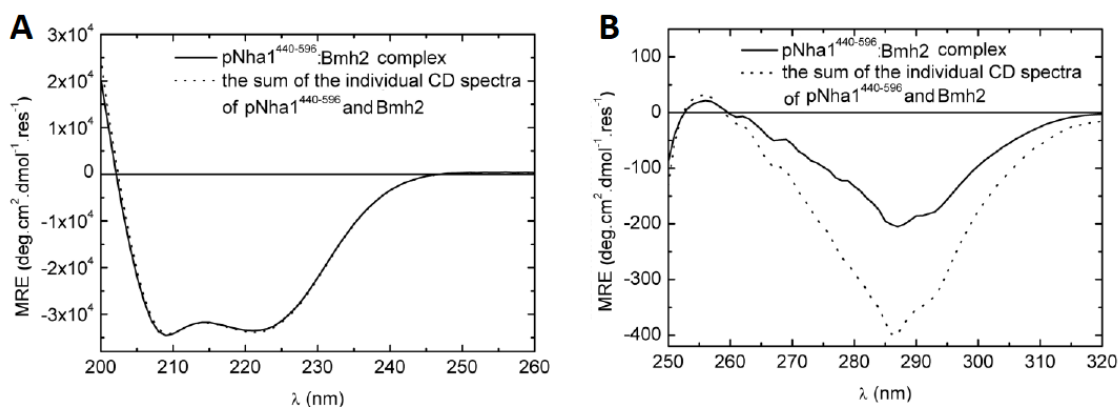 A
3x10⁴
2x10⁴
1x10⁴
0
-1x10⁴
-2x10⁴
-3x10⁴
MRE (deg.cm².dmol⁻¹.res⁻¹)
pNha1⁴⁴⁰⁻⁵⁹⁶:Bmh2 complex
the sum of the individual CD spectra
of pNha1⁴⁴⁰⁻⁵⁹⁶ and Bmh2
200 210 220 230 240 250 260
λ (nm)
B
100
0
-100
-200
-300
-400
MRE (deg.cm².dmol⁻¹.res⁻¹)
pNha1⁴⁴⁰⁻⁵⁹⁶:Bmh2 complex
the sum of the individual CD spectra
of pNha1⁴⁴⁰⁻⁵⁹⁶ and Bmh2
250 260 270 280 290 300 310 320
λ (nm)